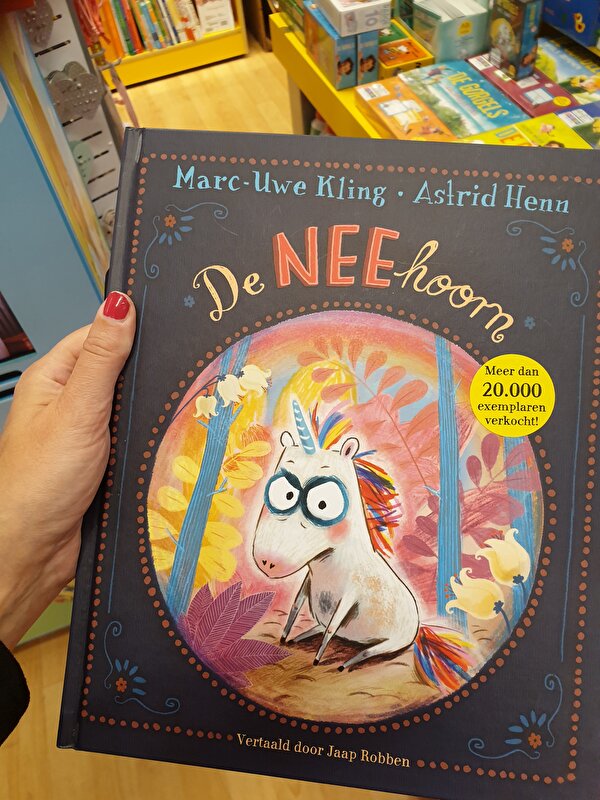 Marc-Uwe Kling · Astrid Henn
De NEEhoorn
Meer dan
20.000
exemplaren
verkocht!
Vertaald door Jaap Robben